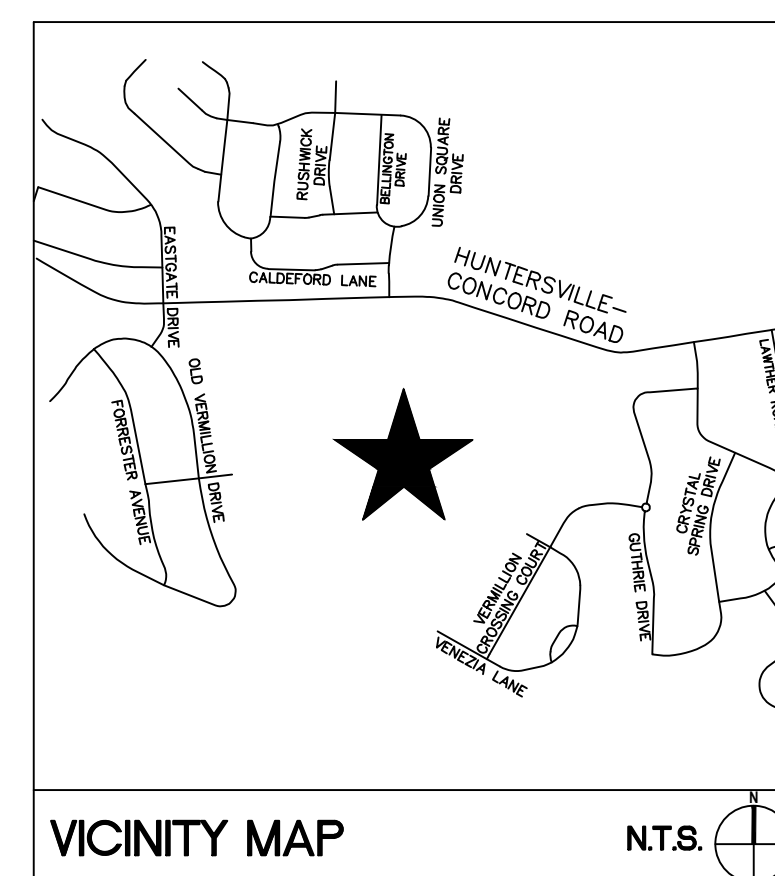 RUSHWICK
DRIVE
BELLINGTON
DRIVE
UNION SQUARE
DRIVE
EASTGATE DRIVE
CALDEFORD LANE
HUNTERSVILLE-
CONCORD ROAD
LAWTHER
OLD VERMILLION DRIVE
FORRESTER AVENUE
CRYSTAL
SPRING DRIVE
GUTHRIE DRIVE
VERMILLION
CROSSING COURT
VENEZIA LANE
VICINITY MAP
N.T.S.
N